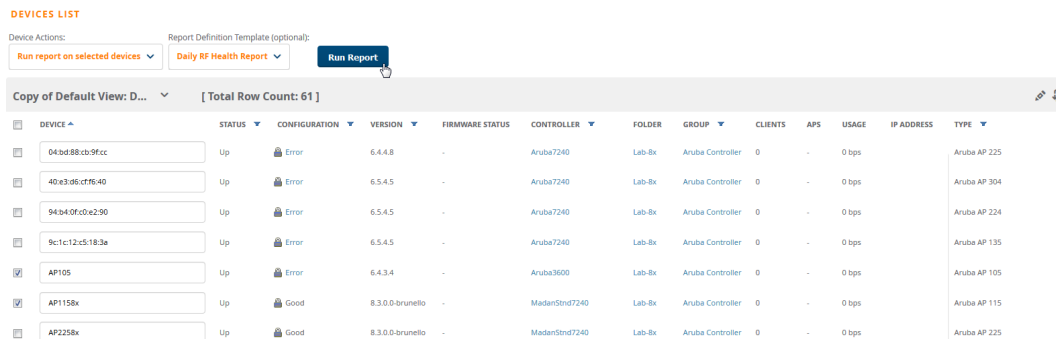 DEVICES LIST
Device Actions: Report Definition Template (optional):
Run report on selected devices Daily RF Health Report Run Report
Copy of Default View: D... [ Total Row Count: 61 ]
DEVICE STATUS CONFIGURATION VERSION FIRMWARE STATUS CONTROLLER FOLDER GROUP CLIENTS APS USAGE IP ADDRESS TYPE
04:bd:88:cb:9f:cc Up Error 6.4.4.8 - Aruba7240 Lab-8x Aruba Controller 0 - 0 bps Aruba AP 225
40:e3:d6:cf:f6:40 Up Error 6.5.4.5 - Aruba7240 Lab-8x Aruba Controller 0 - 0 bps Aruba AP 304
94:b4:0f:c0:e2:90 Up Error 6.5.4.5 - Aruba7240 Lab-8x Aruba Controller 0 - 0 bps Aruba AP 224
9c:1c:12:c5:18:3a Up Error 6.5.4.5 - Aruba7240 Lab-8x Aruba Controller 0 - 0 bps Aruba AP 135
AP105 Up Error 6.4.3.4 - Aruba3600 Lab-8x Aruba Controller 0 - 0 bps Aruba AP 105
AP1158x Up Good 8.3.0.0-brunello - MadanStnd7240 Lab-8x Aruba Controller 0 - 0 bps Aruba AP 115
AP2258x Up Good 8.3.0.0-brunello - MadanStnd7240 Lab-8x Aruba Controller 0 - 0 bps Aruba AP 225